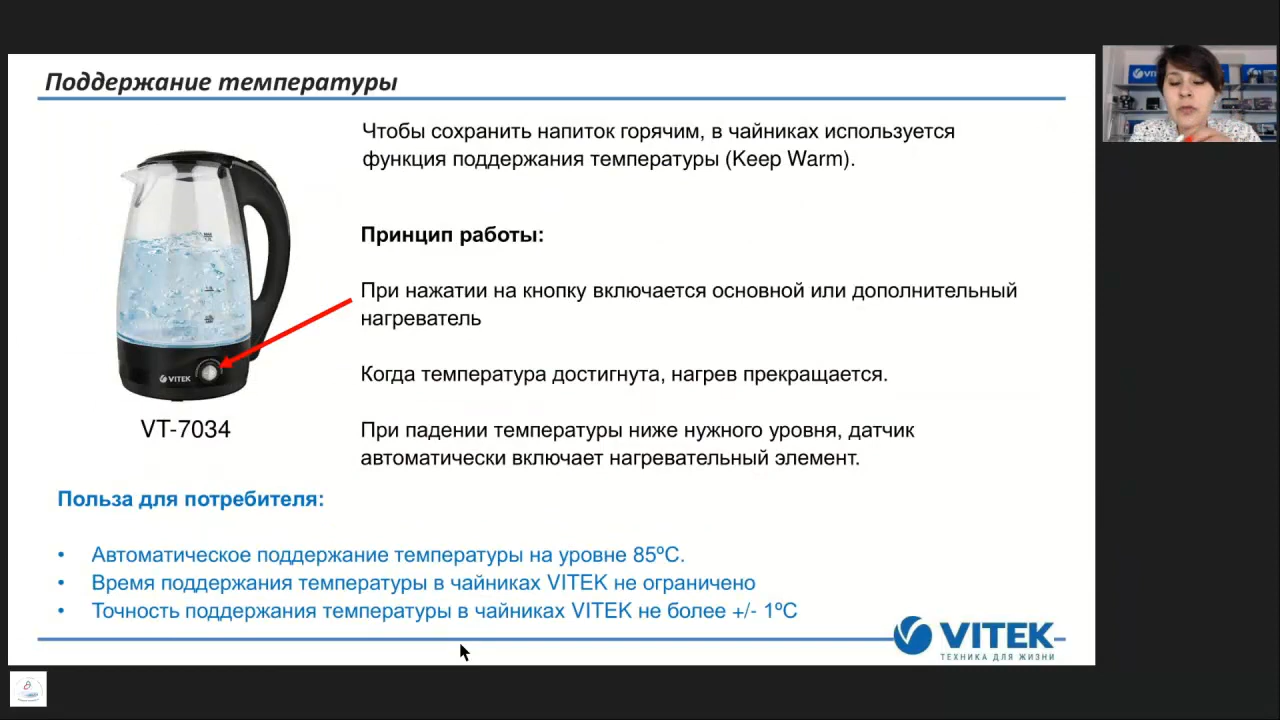 Поддержание температуры
Чтобы сохранить напиток горячим, в чайниках используется
функция поддержания температуры (Keep Warm).
Принцип работы:
При нажатии на кнопку включается основной или дополнительный
нагреватель
Когда температура достигнута, нагрев прекращается.
При падении температуры ниже нужного уровня, датчик
автоматически включает нагревательный элемент.
VITEK
VT-7034
Польза для потребителя:
• Автоматическое поддержание температуры на уровне 85ºС.
• Время поддержания температуры в чайниках VITEK не ограничено
• Точность поддержания температуры в чайниках VITEK не более +/- 1ºС
VITEK
ТЕХНИКА ДЛЯ ЖИЗНИ